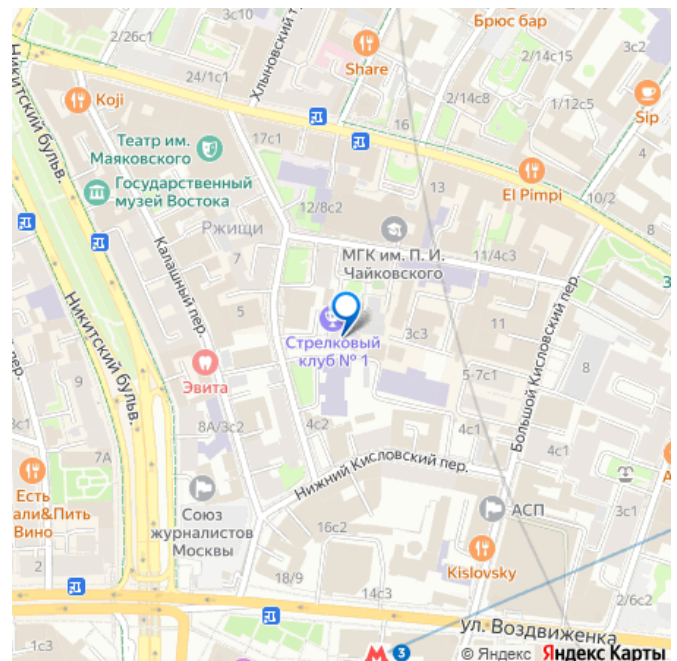 3с10
Брюс бар
2/26с1
Хлыновский т
2/14с15
3с2
Share
24/1с1
2/14с8
1/12с5
Koji
Sip
Никитский бульв.
16
Театр им.
Маяковского
17с1
4
El Pimpi
13
Государственный
музей Востока
10/2
12/8с2
Ржищи
МГК им. П. И.
Чайковского
11/4с3
7
Калашный пер.
5
Никитский бульв.
Стрелковый
клуб № 1
3с3
11
Большой Кисловский пер.
Эвита
5-7с1
8
9
пер.
3с1
8А/3с2
4с2
4с1
4с1
7А
Нижний Кисловский пер.
Есть
али&Пить
Вино
Союз
журналистов
Москвы
АСП
3с1
16с2
Kislovsky
2
18/9
14с3
2/6с2
ул. Воздвиженка
1с3
3
© Яндекс Яндекс Карты